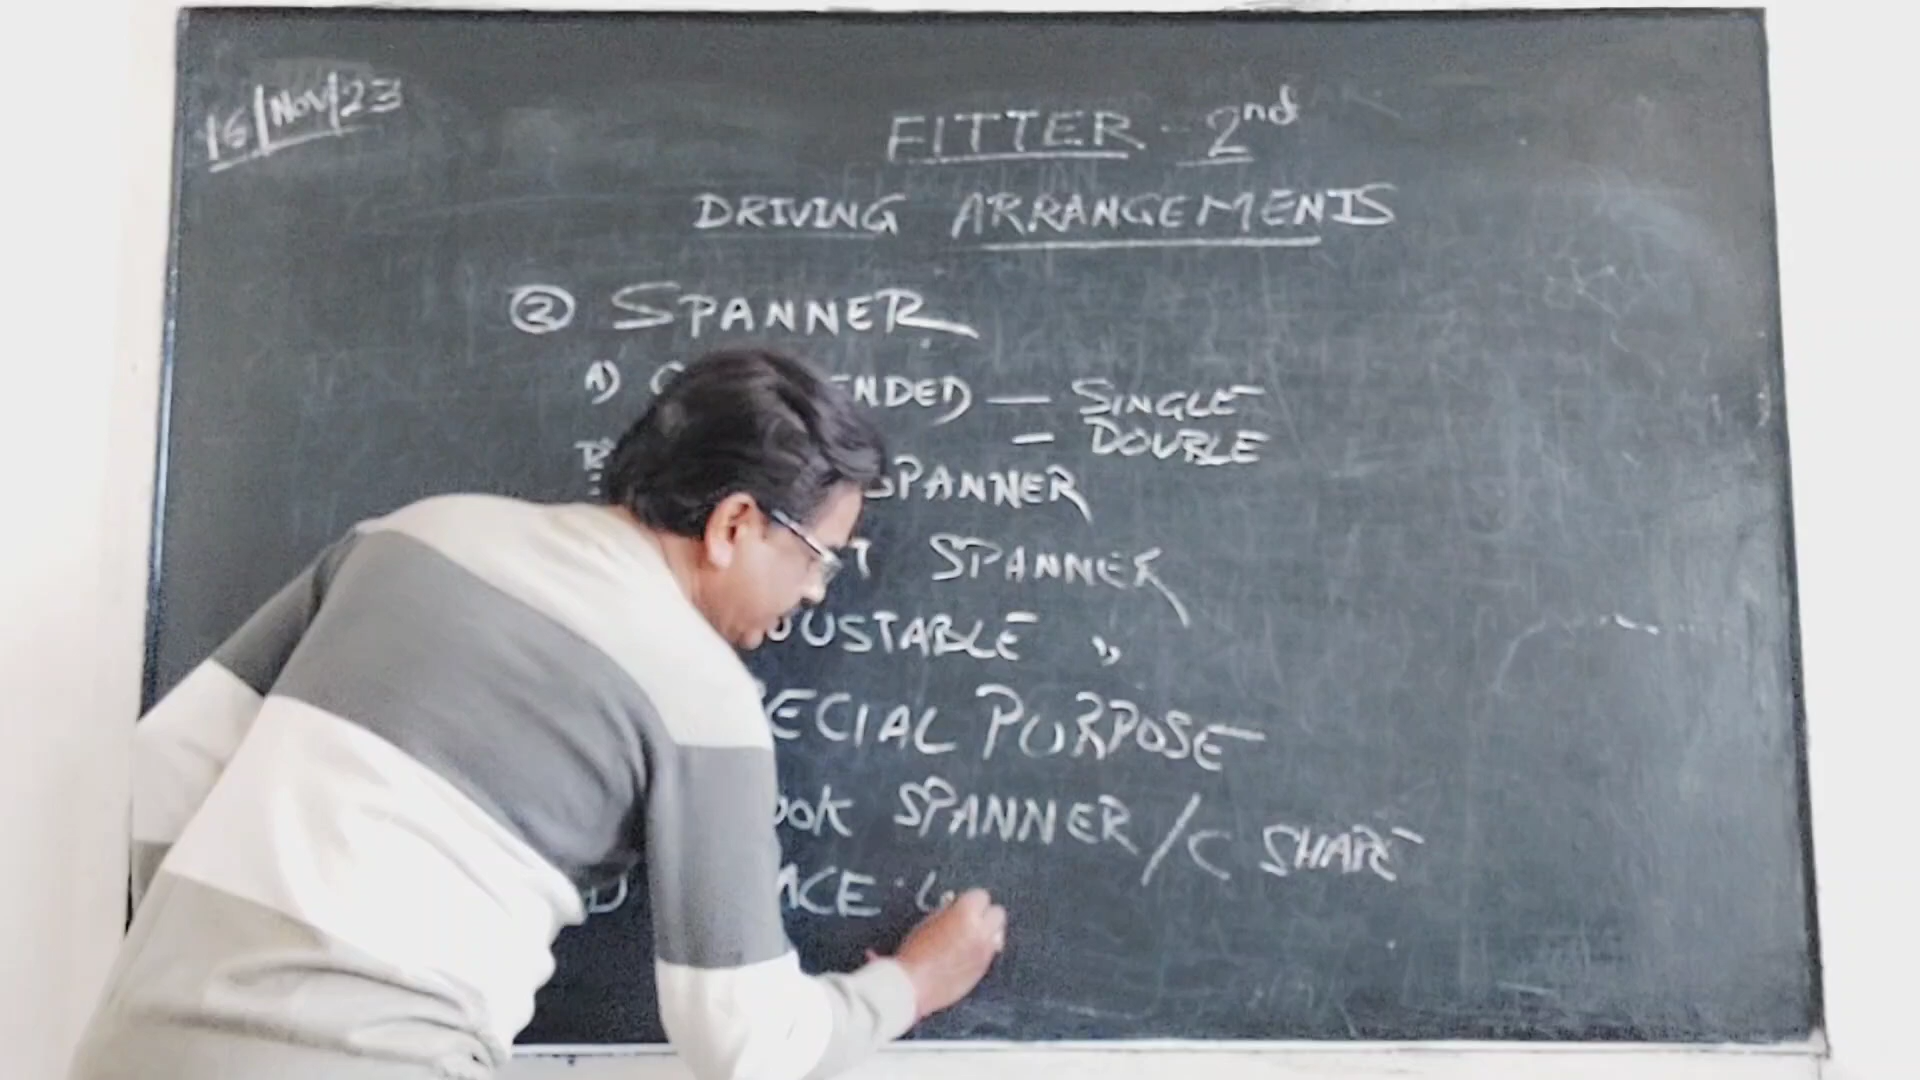 16/Nov/23
FITTER - 2nd
DRIVING ARRANGEMENTS
② SPANNER
A) ENDED — SINGLE
— DOUBLE
SPANNER
SPANNER
USTABLE "
ECIAL PURPOSE
OOK SPANNER / C SHAPE
ACE